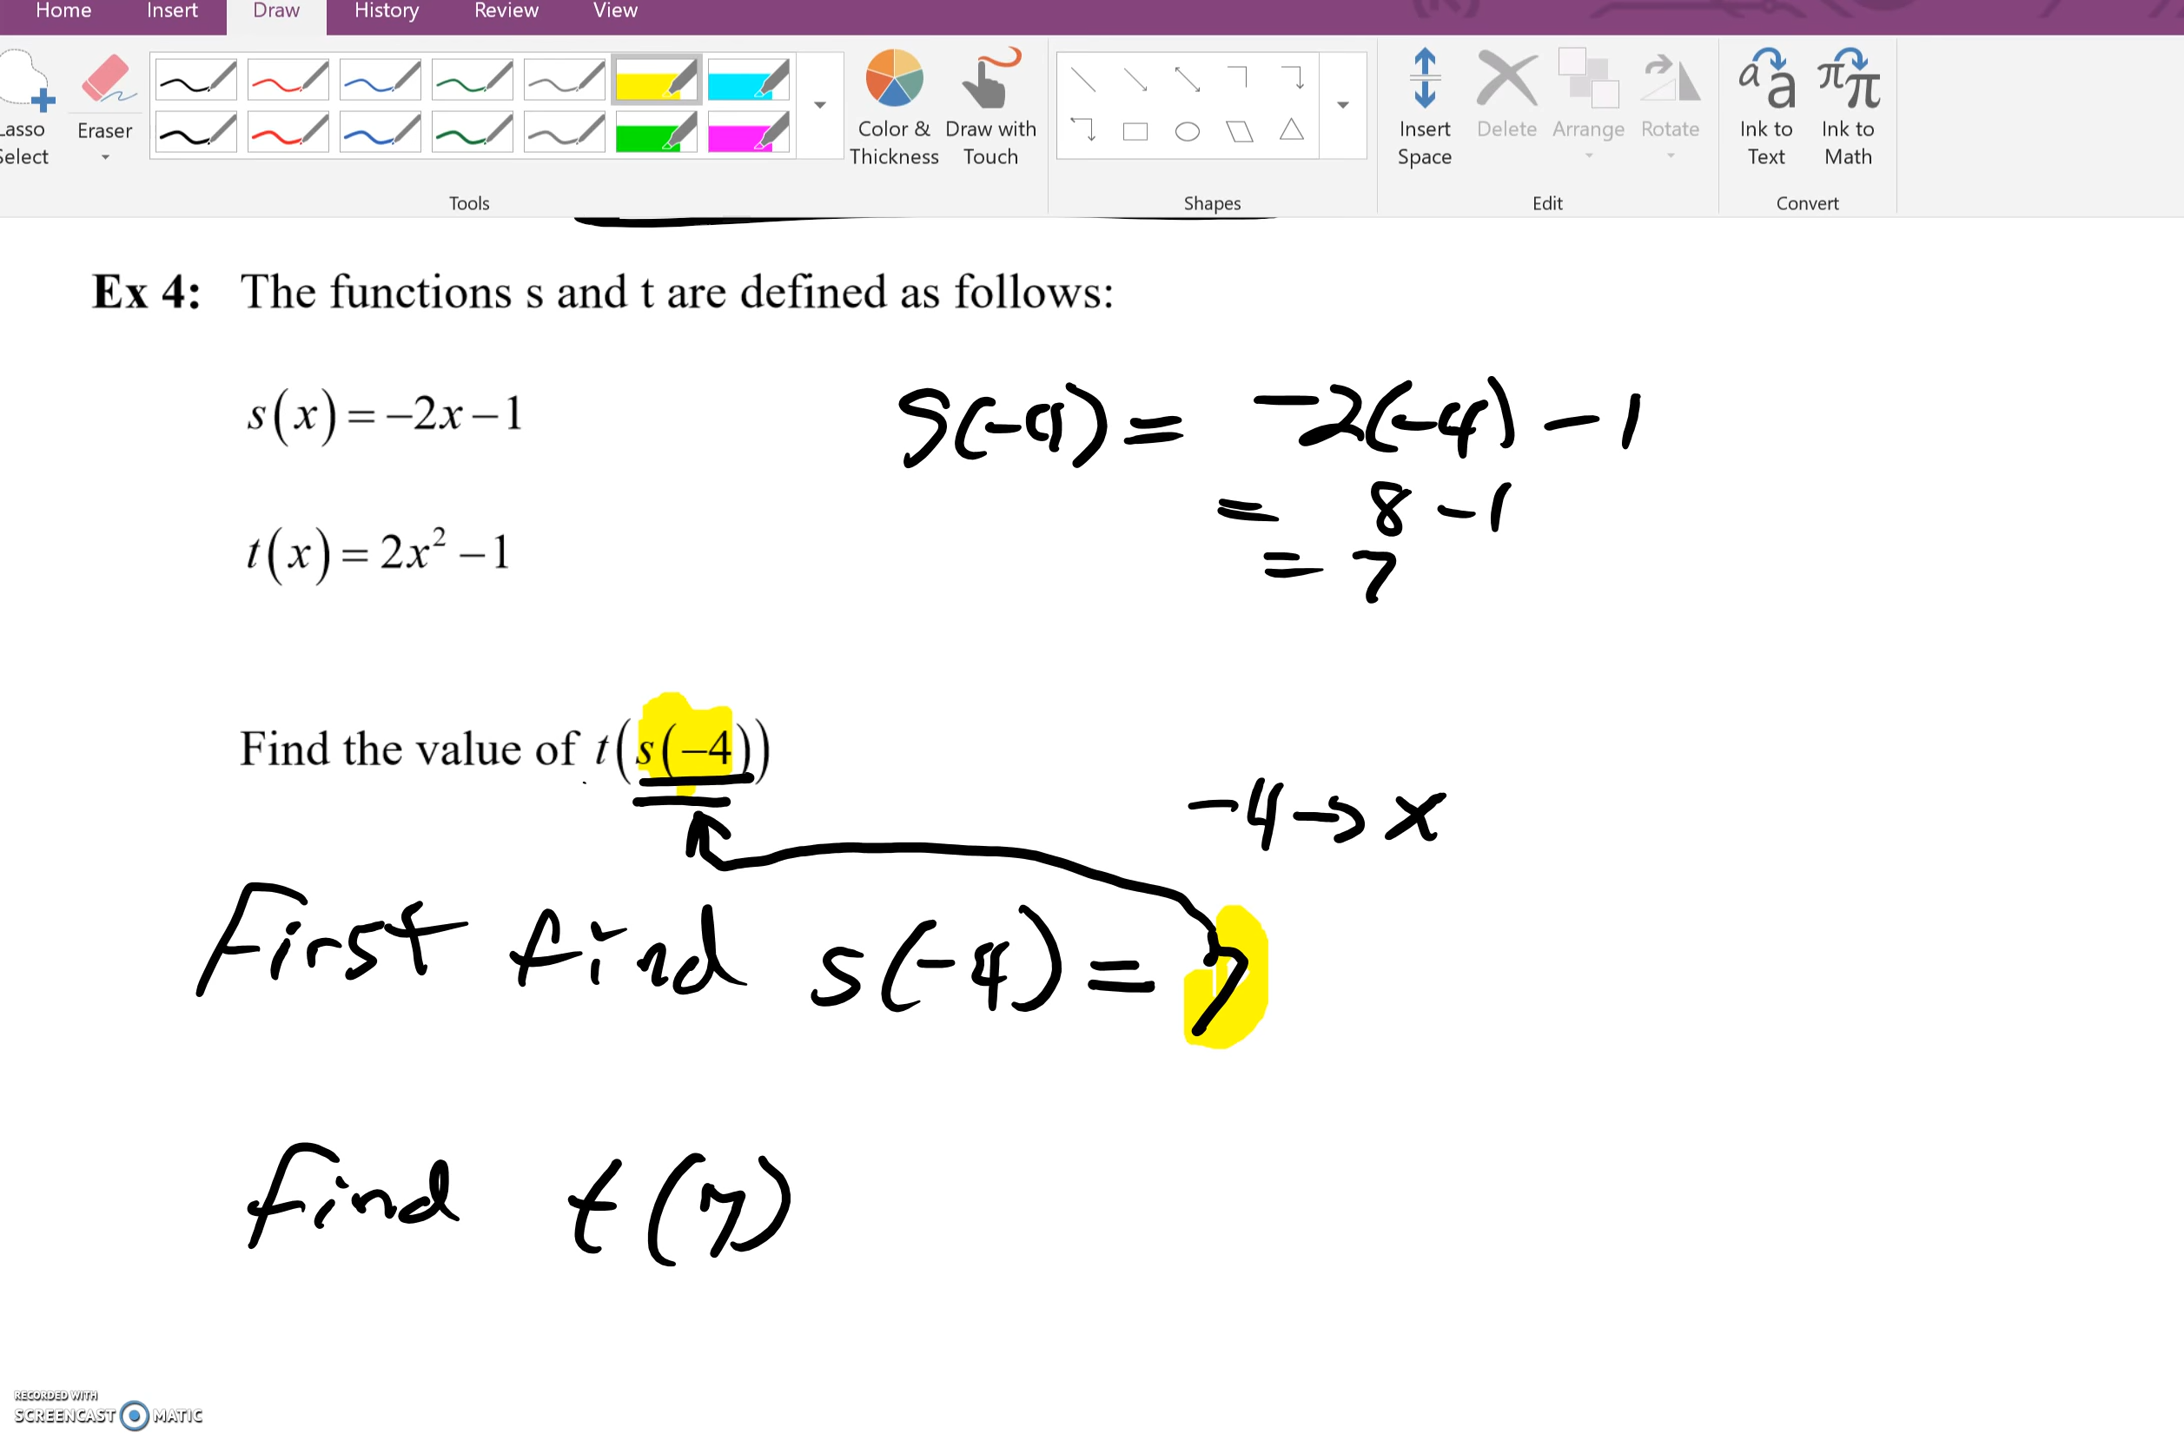 Home Insert Draw History Review View
Lasso Select Eraser Color & Thickness Draw with Touch Insert Space Delete Arrange Rotate Ink to Text Ink to Math
Tools Shapes Edit Convert
Ex 4: The functions s and t are defined as follows:
s(x) = −2x − 1
s(-4) = -2(-4) - 1
= 8 - 1
= 7
t(x) = 2x² − 1
Find the value of t(s(−4))
-4 → x
First find s(-4) = 7
find t(7)
RECORDED WITH
SCREENCAST MATIC